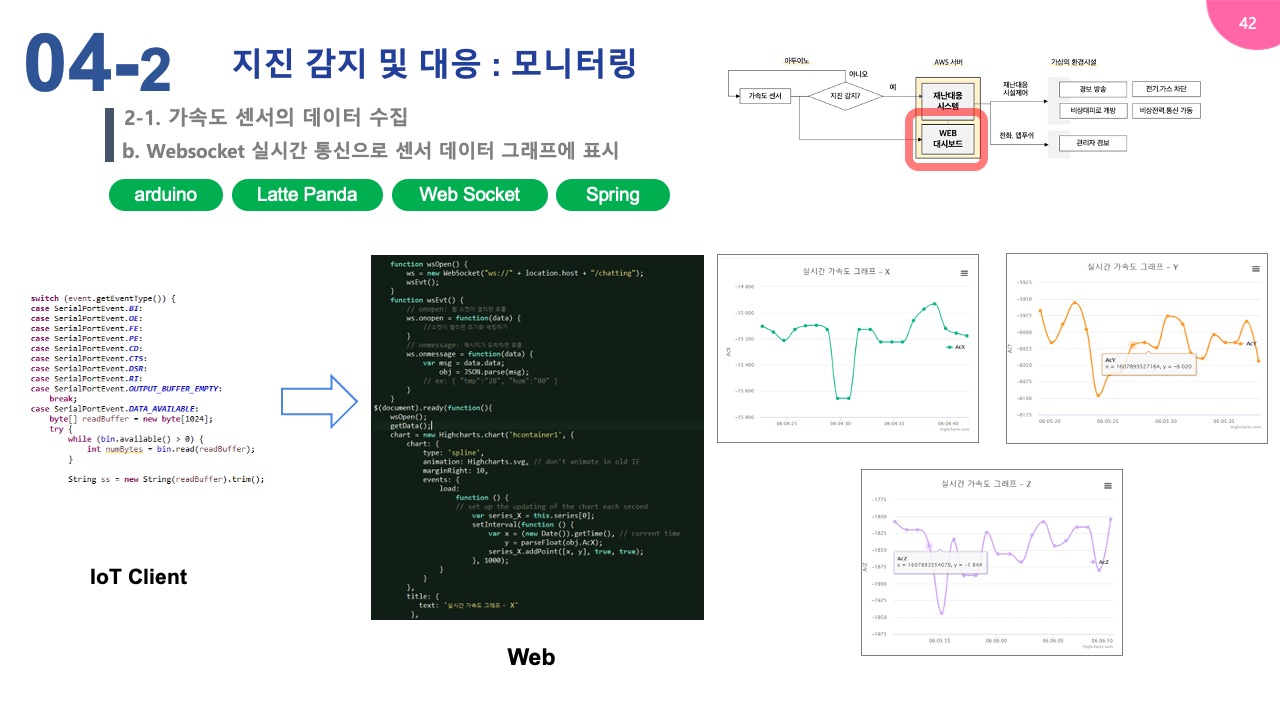 42
04-2
지진 감지 및 대응 : 모니터링
2-1. 가속도 센서의 데이터 수집
b. Websocket 실시간 통신으로 센서 데이터 그래프에 표시
arduino
Latte Panda
Web Socket
Spring
아두이노
AWS 서버
가상의 환경시설
아니오
예
가속도 센서
지진 감지?
재난대응
시스템
WEB
대시보드
재난대응
시설제어
경보 방송
전기,가스 차단
비상대피로 개방
비상전력,통신 가동
전화, 앱푸쉬
관리자 경보
switch (event.getEventType()) {
case SerialPortEvent.BI:
case SerialPortEvent.OE:
case SerialPortEvent.FE:
case SerialPortEvent.PE:
case SerialPortEvent.CD:
case SerialPortEvent.CTS:
case SerialPortEvent.DSR:
case SerialPortEvent.RI:
case SerialPortEvent.OUTPUT_BUFFER_EMPTY:
break;
case SerialPortEvent.DATA_AVAILABLE:
byte[] readBuffer = new byte[1024];
try {
while (bin.available() > 0) {
int numBytes = bin.read(readBuffer);
}
String ss = new String(readBuffer).trim();
IoT Client
function wsOpen() {
ws = new WebSocket("ws://" + location.host + "/chatting");
wsEvt();
}
function wsEvt() {
// onopen: 웹 소켓이 열리면 호출
ws.onopen = function(data) {
//소켓이 열리면 초기화 세팅하기
}
// onmessage: 메시지가 도착하면 호출
ws.onmessage = function(data) {
var msg = data.data;
obj = JSON.parse(msg);
// ex: { "tmp":"28", "hum":"80" }
}
}
$(document).ready(function(){
wsOpen();
getData();
chart = new Highcharts.chart('hcontainer1', {
chart: {
type: 'spline',
animation: Highcharts.svg, // don't animate in old IE
marginRight: 10,
events: {
load:
function () {
// set up the updating of the chart each second
var series_X = this.series[0];
setInterval(function () {
var x = (new Date()).getTime(), // current time
y = parseFloat(obj.AcX);
series_X.addPoint([x, y], true, true);
}, 1000);
}
}
},
title: {
text: '실시간 가속도 그래프 - X'
},
Web
실시간 가속도 그래프 - X
-14 800
-15 000
-15 200
-15 400
-15 600
-15 800
AcX
AcX
06:04:25
06:04:30
06:04:35
06:04:40
Highcharts.com
실시간 가속도 그래프 - Y
-5925
-5950
-5975
-6000
-6025
-6050
-6075
-6100
-6125
AcY
AcY
AcY
x = 1607893527164, y = -6 020
06:05:20
06:05:25
06:05:30
06:05:35
Highcharts.com
실시간 가속도 그래프 - Z
-1775
-1800
-1825
-1850
-1875
-1900
-1925
-1950
-1975
AcZ
AcZ
AcZ
x = 1607893554079, y = -1 844
06:05:55
06:06:00
06:06:05
06:06:10
Highcharts.com